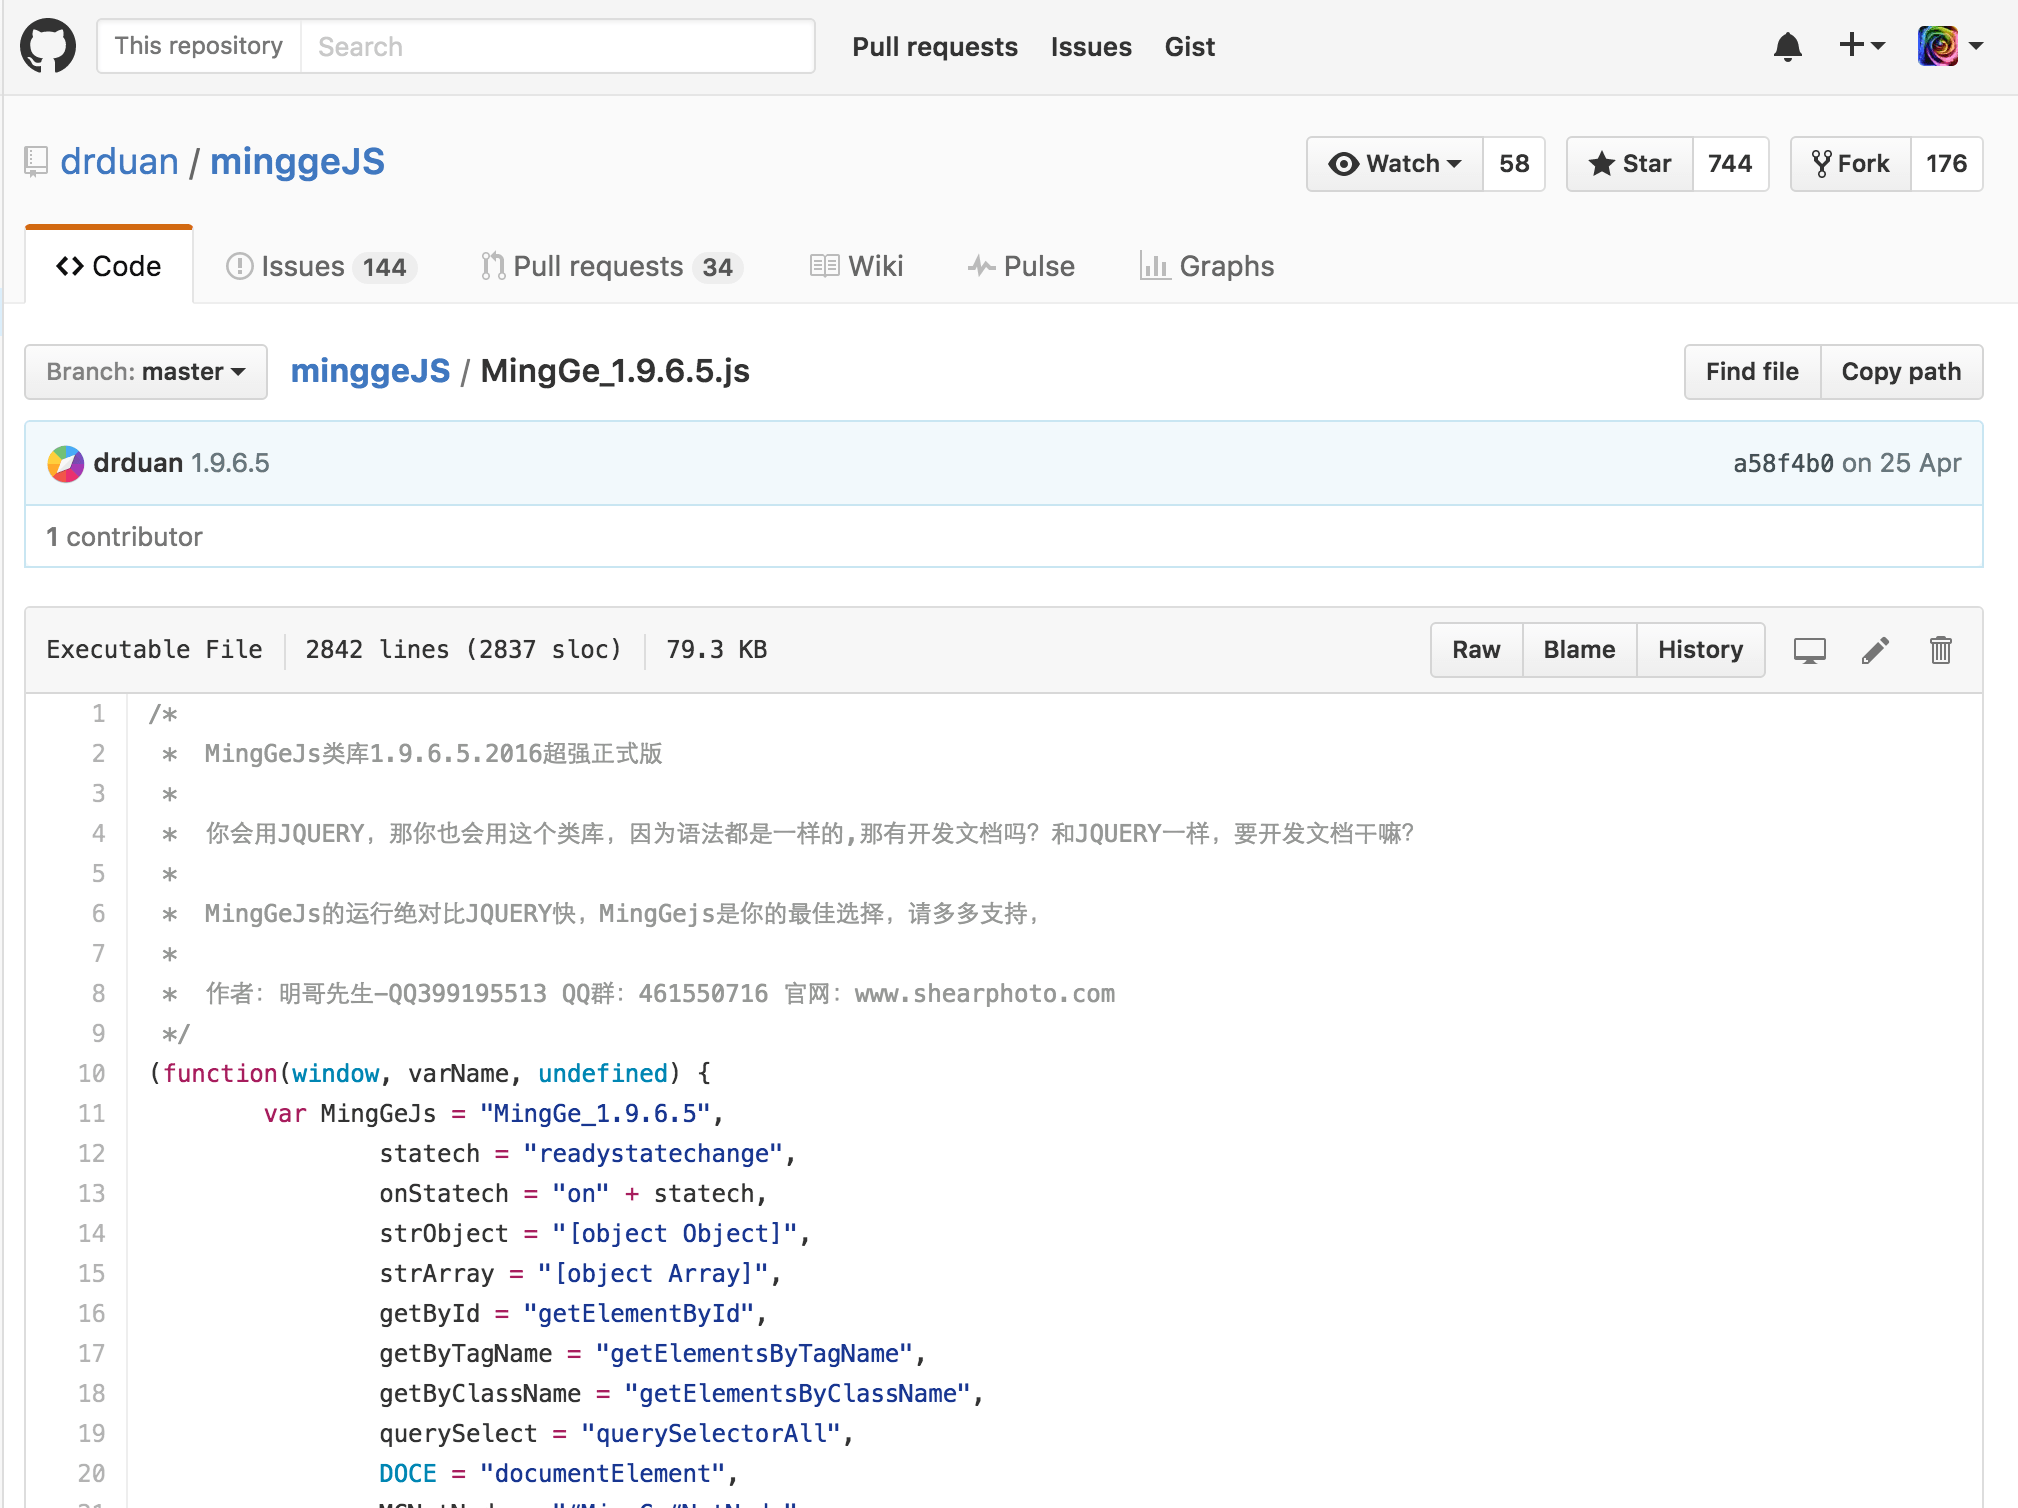 This repository Search Pull requests Issues Gist
drduan / minggeJS Watch 58 Star 744 Fork 176
Code Issues 144 Pull requests 34 Wiki Pulse Graphs
Branch: master minggeJS / MingGe_1.9.6.5.js Find file Copy path
drduan 1.9.6.5 a58f4b0 on 25 Apr
1 contributor
Executable File 2842 lines (2837 sloc) 79.3 KB Raw Blame History
1 /*
2 * MingGeJs类库1.9.6.5.2016超强正式版
3 *
4 * 你会用JQUERY，那你也会用这个类库，因为语法都是一样的,那有开发文档吗？和JQUERY一样，要开发文档干嘛？
5 *
6 * MingGeJs的运行绝对比JQUERY快，MingGejs是你的最佳选择，请多多支持，
7 *
8 * 作者：明哥先生-QQ399195513 QQ群：461550716 官网：www.shearphoto.com
9 */
10 (function(window, varName, undefined) {
11 var MingGeJs = "MingGe_1.9.6.5",
12 statech = "readystatechange",
13 onStatech = "on" + statech,
14 strObject = "[object Object]",
15 strArray = "[object Array]",
16 getById = "getElementById",
17 getByTagName = "getElementsByTagName",
18 getByClassName = "getElementsByClassName",
19 querySelect = "querySelectorAll",
20 DOCE = "documentElement",